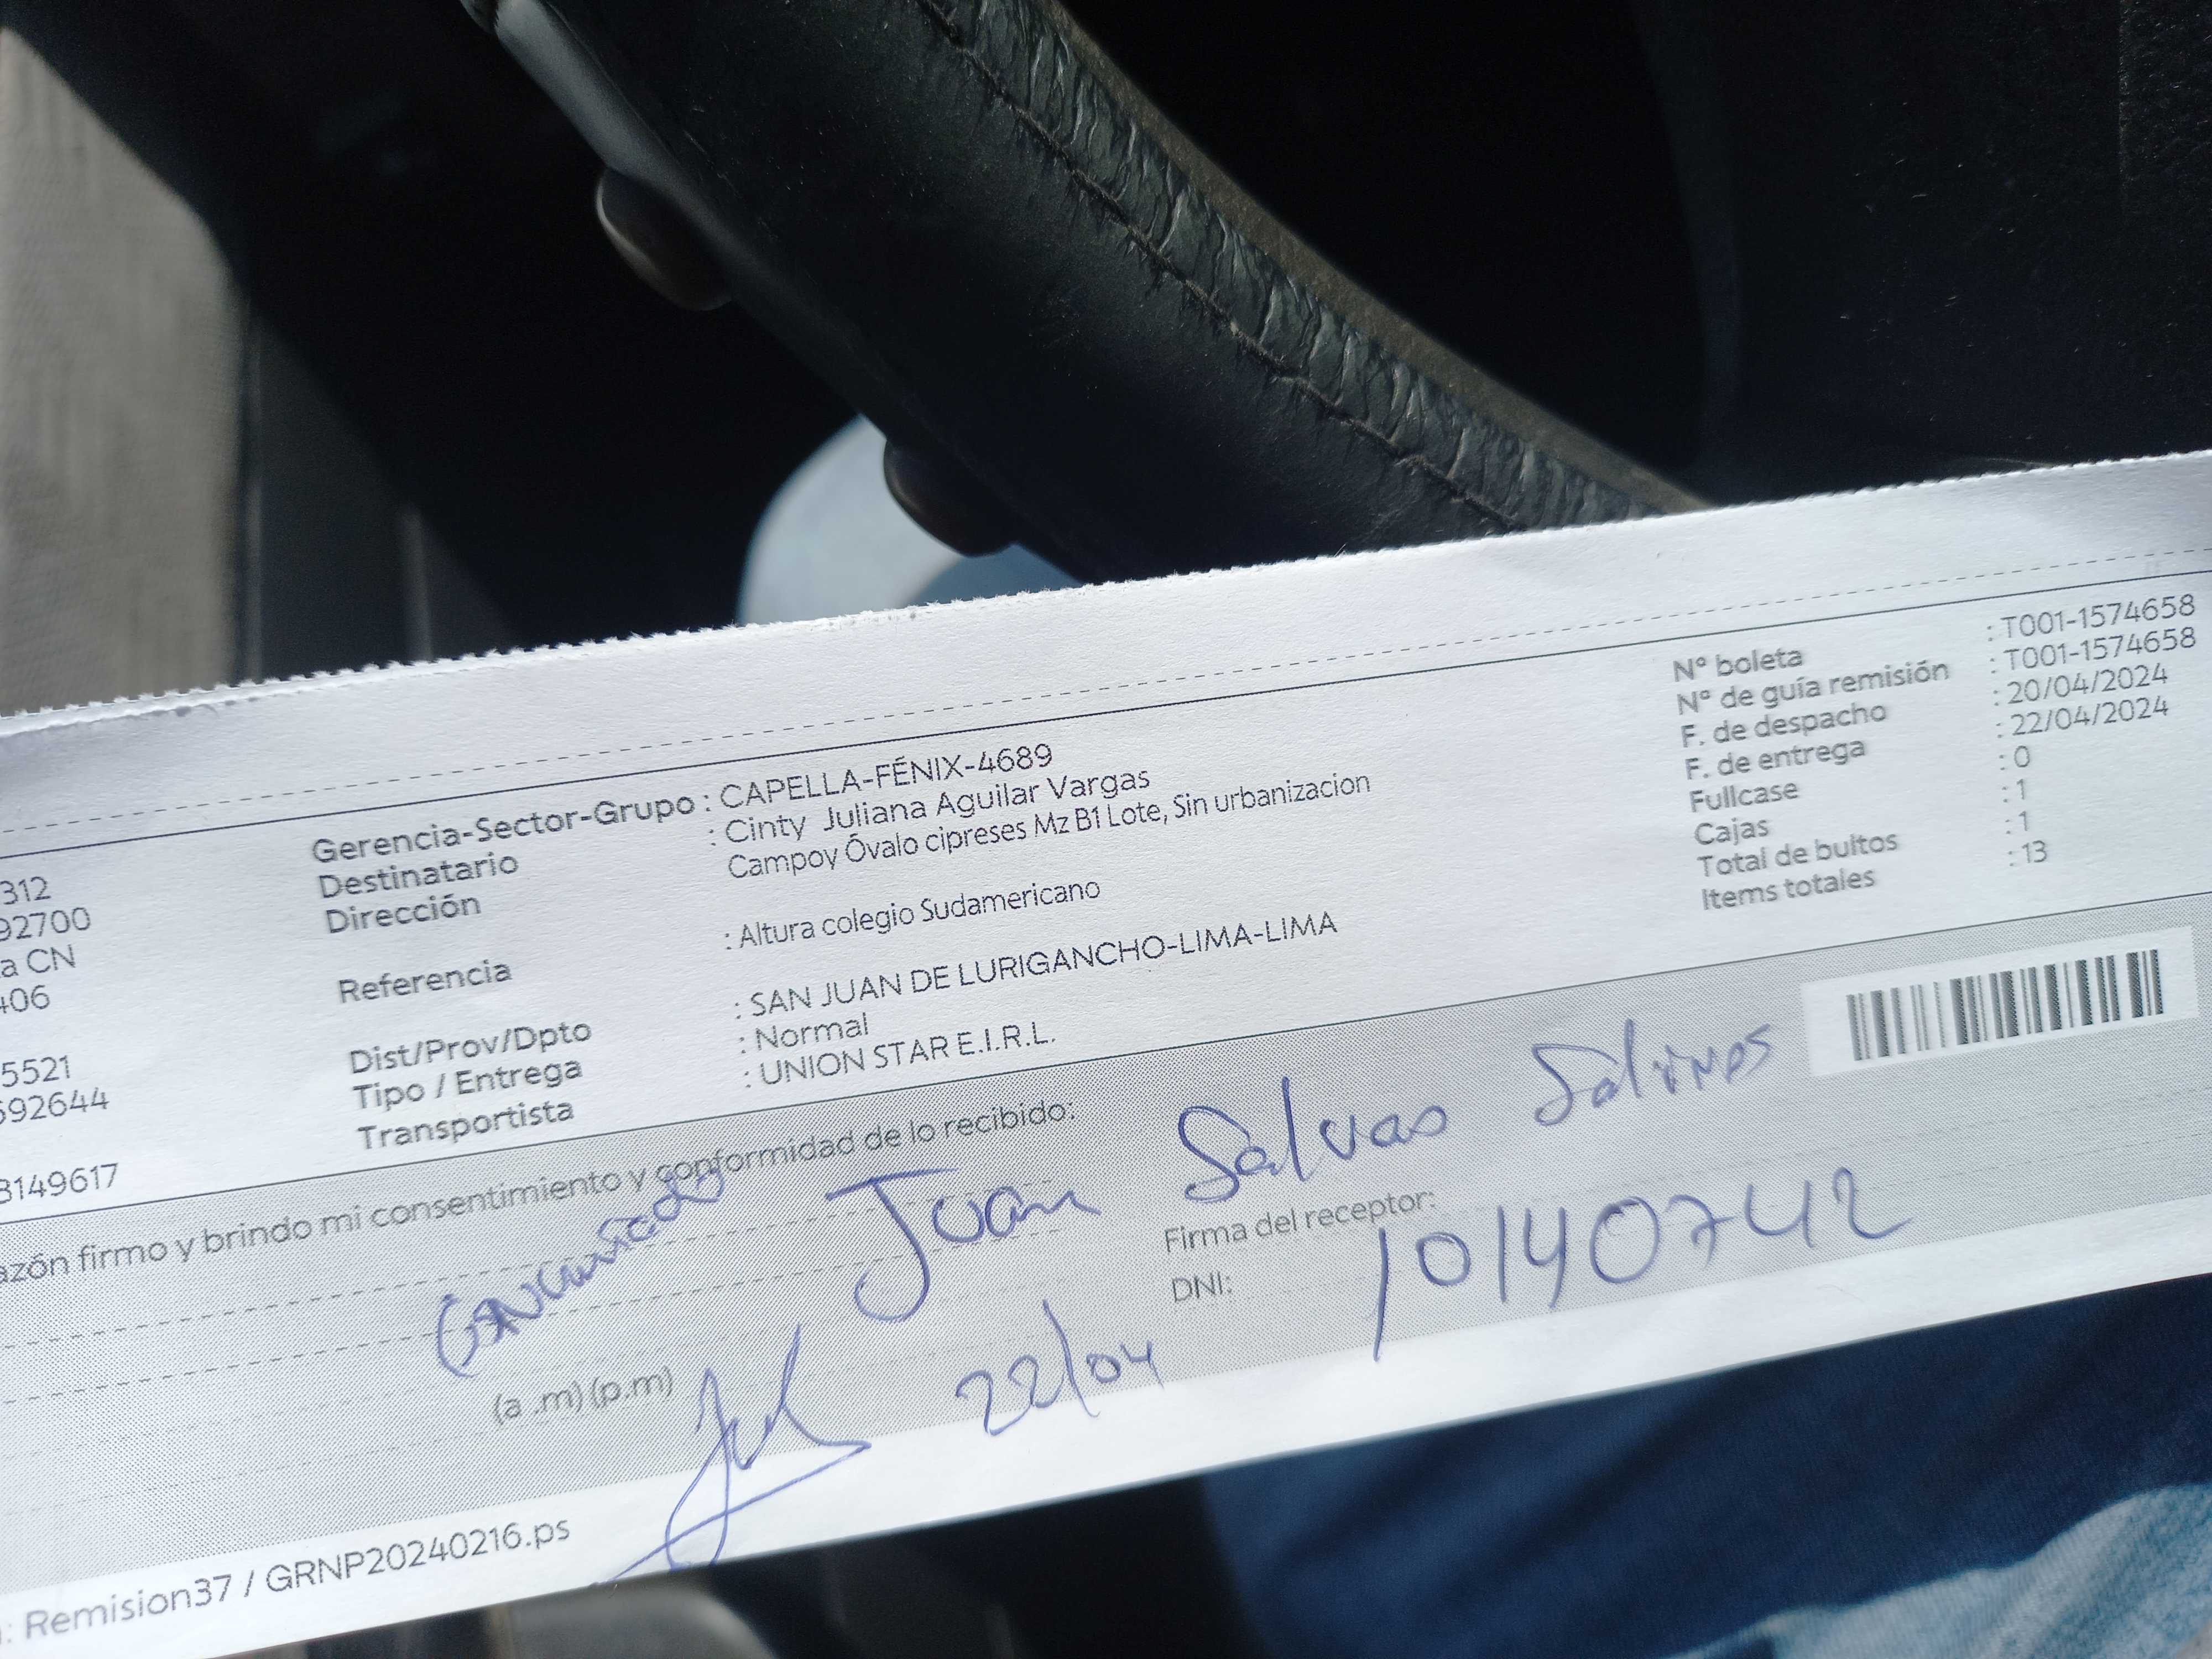 312
92700
a CN
406
5521
592644
3149617
Gerencia-Sector-Grupo : CAPELLA-FÉNIX-4689
Destinatario : Cinty Juliana Aguilar Vargas
Dirección Campoy Óvalo cipreses Mz B1 Lote, Sin urbanizacion
Referencia : Altura colegio Sudamericano
Dist/Prov/Dpto : SAN JUAN DE LURIGANCHO-LIMA-LIMA
Tipo / Entrega : Normal
Transportista : UNION STAR E.I.R.L.
N° boleta : T001-1574658
N° de guía remisión : T001-1574658
F. de despacho : 20/04/2024
F. de entrega : 22/04/2024
Fullcase : 0
Cajas : 1
Total de bultos : 1
Items totales : 13
azón firmo y brindo mi consentimiento y conformidad de lo recibido:
Juan Salvas Salinas
Firma del receptor:
DNI: 10140742
(a .m) (p.m)
22/04
: Remision37 / GRNP20240216.ps